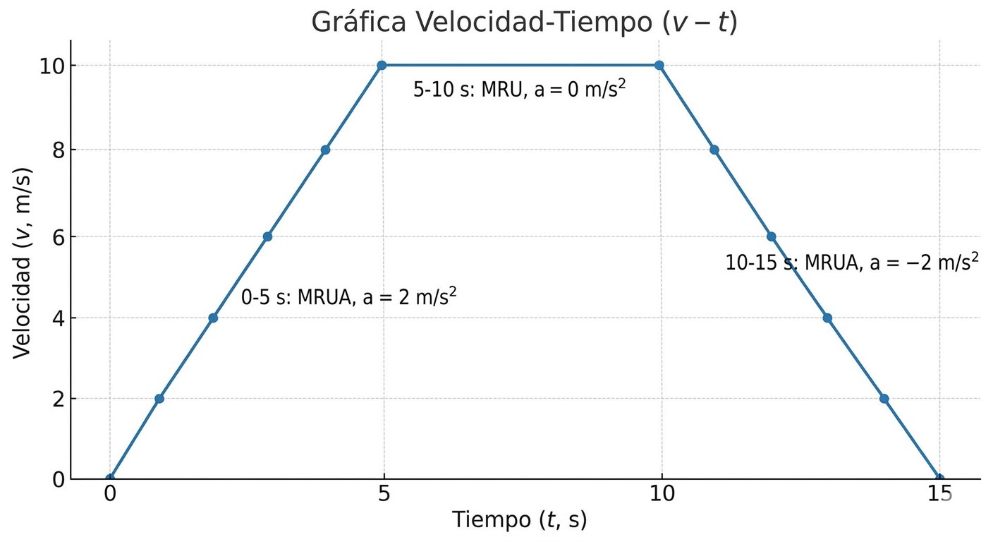 Gráfica Velocidad-Tiempo (v − t)
10
5-10 s: MRU, a = 0 m/s²
8
6
10-15 s: MRUA, a = −2 m/s²
0-5 s: MRUA, a = 2 m/s²
4
2
0
Velocidad (v, m/s)
0 5 10 15
Tiempo (t, s)